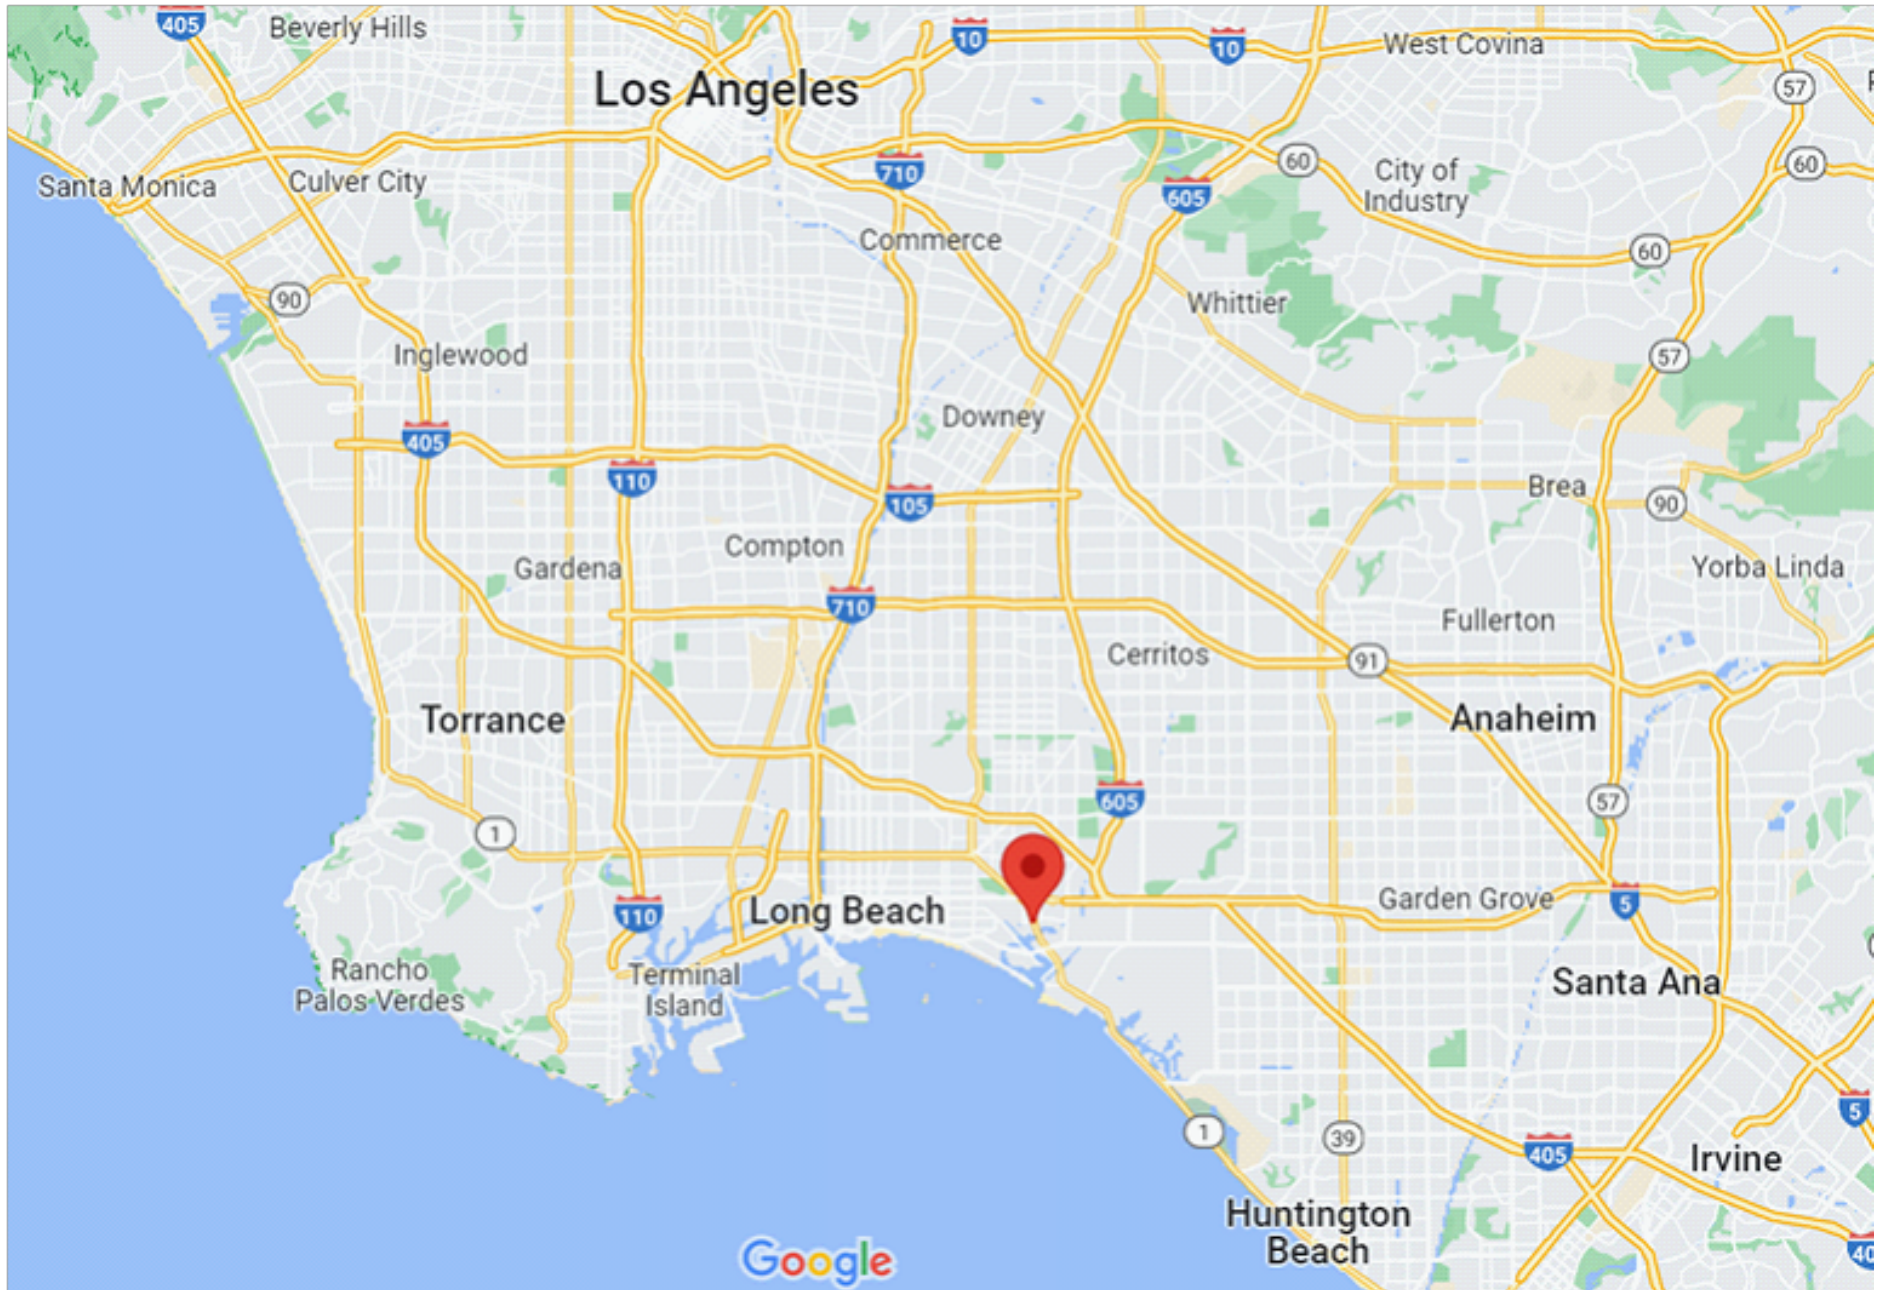 405
Beverly Hills
10
10
West Covina
Los Angeles
57
Santa Monica
Culver City
710
605
60
City of
Industry
60
Commerce
60
90
Whittier
Inglewood
57
405
Downey
110
105
Brea
90
Compton
Gardena
Yorba Linda
710
Fullerton
Cerritos
91
Torrance
Anaheim
605
57
1
Long Beach
110
Garden Grove
5
Rancho
Palos Verdes
Terminal
Island
Santa Ana
5
1
39
405
Irvine
Huntington
Beach
40
Google